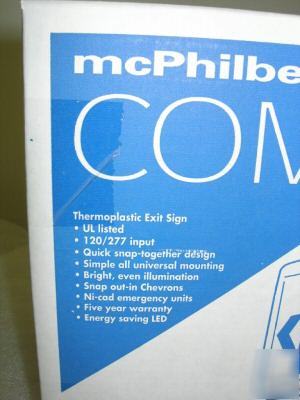 mcPhilbe
COM
Thermoplastic Exit Sign
• UL listed
• 120/277 input
• Quick snap-together design
• Simple all universal mounting
• Bright, even illumination
• Snap out-in Chevrons
• Ni-cad emergency units
• Five year warranty
• Energy saving LED